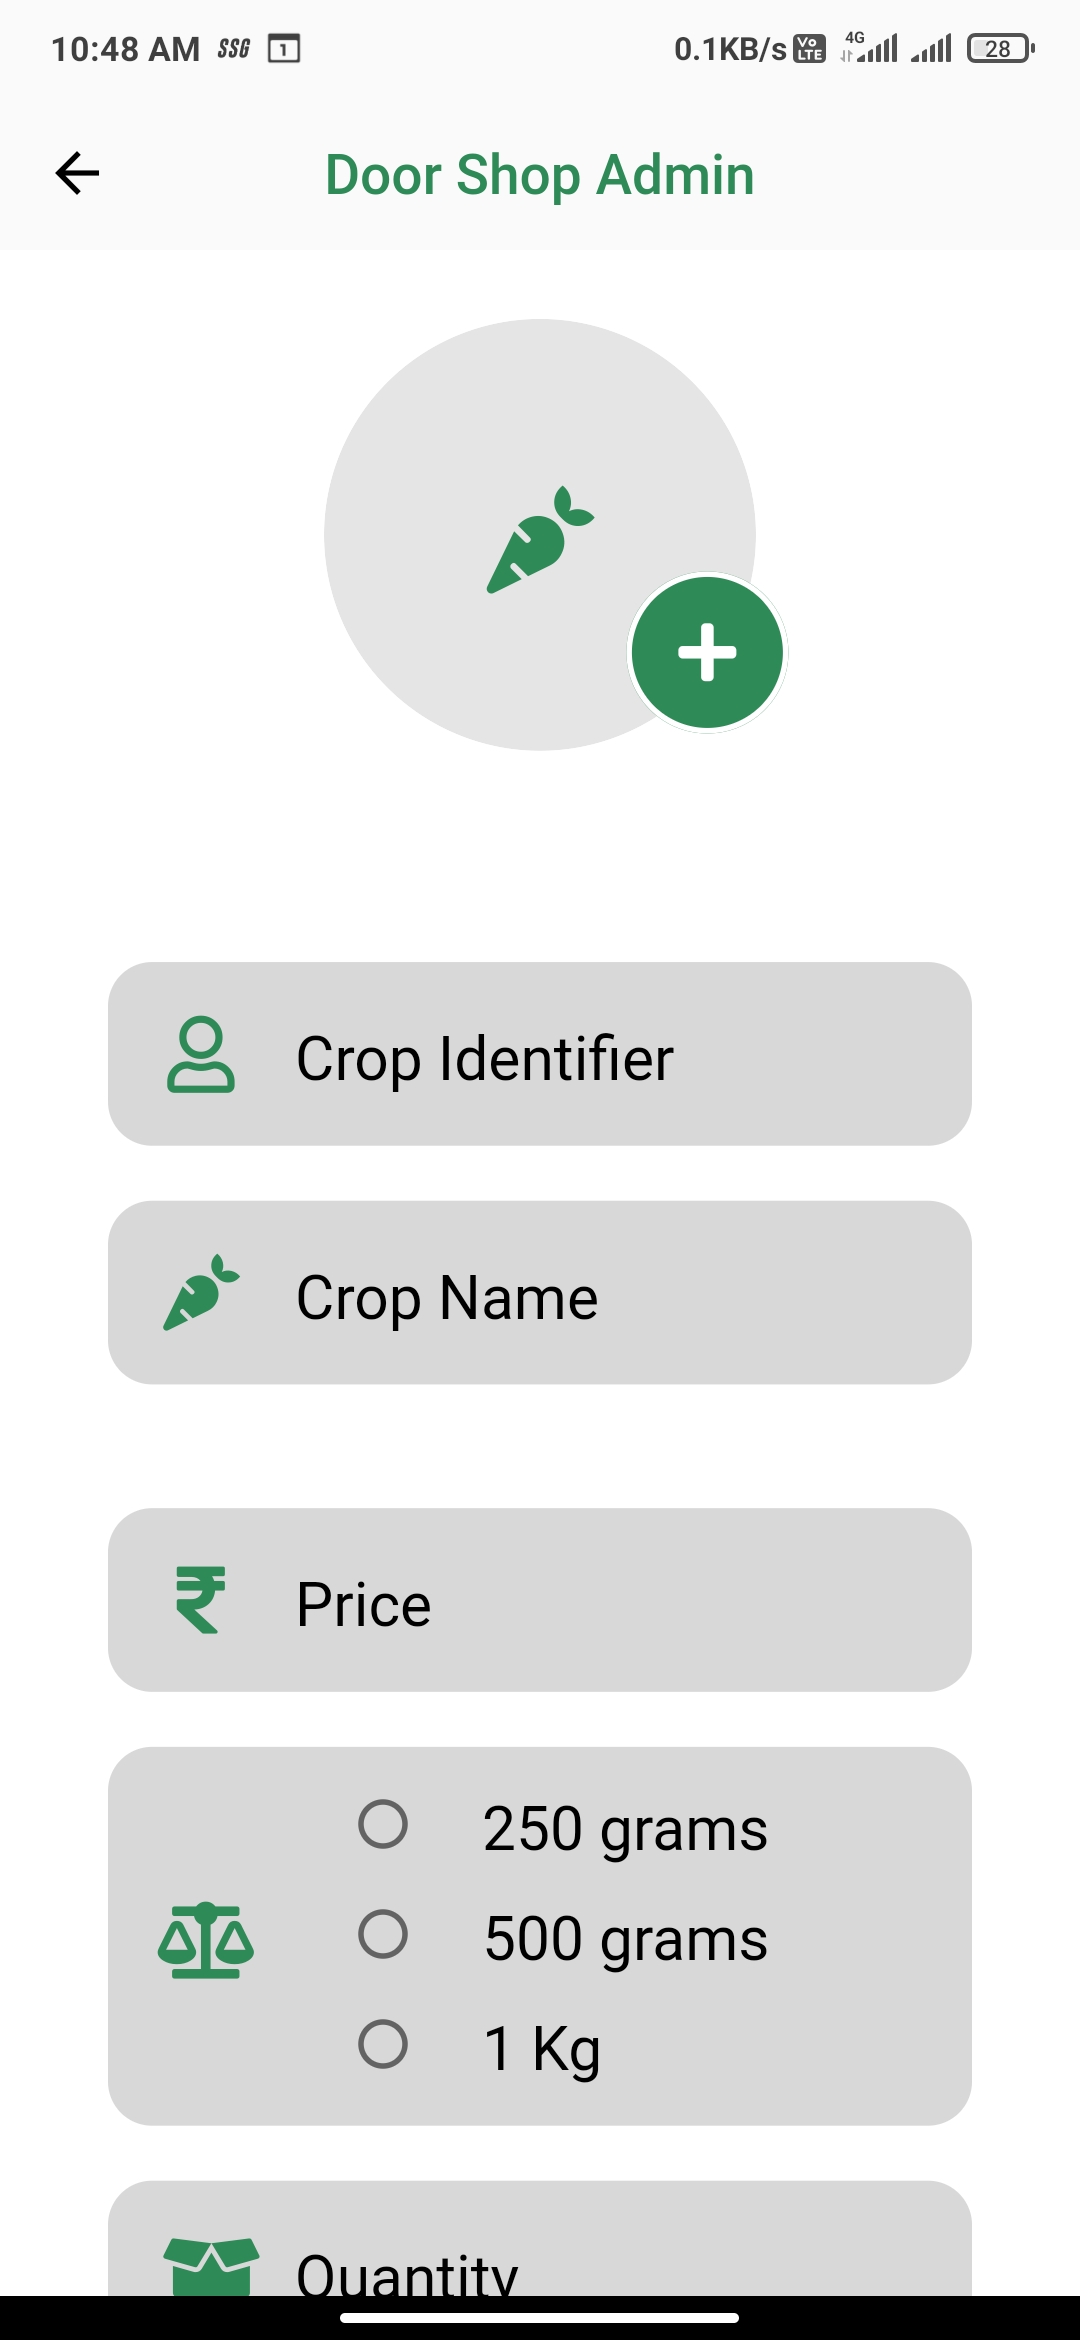 10:48 AM SSG 1 0.1KB/s Vo LTE 4G 28
Door Shop Admin
Crop Identifier
Crop Name
₹ Price
250 grams
500 grams
1 Kg
Quantity